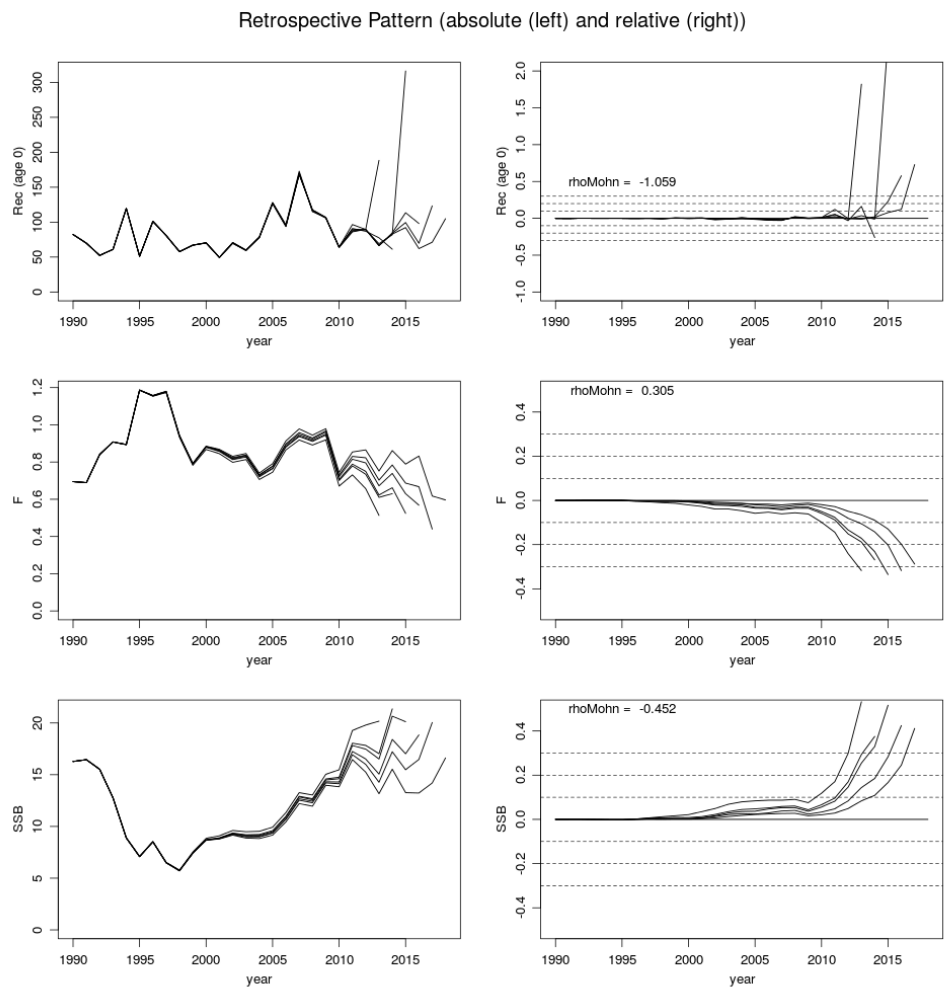 Retrospective Pattern (absolute (left) and relative (right))
Rec (age 0)
0 50 100 150 200 250 300
1990 1995 2000 2005 2010 2015
year
Rec (age 0)
-1.0 -0.5 0.0 0.5 1.0 1.5 2.0
rhoMohn = -1.059
1990 1995 2000 2005 2010 2015
year
F
0.0 0.2 0.4 0.6 0.8 1.0 1.2
1990 1995 2000 2005 2010 2015
year
F
-0.4 -0.2 0.0 0.2 0.4
rhoMohn = 0.305
1990 1995 2000 2005 2010 2015
year
SSB
0 5 10 15 20
1990 1995 2000 2005 2010 2015
year
SSB
-0.4 -0.2 0.0 0.2 0.4
rhoMohn = -0.452
1990 1995 2000 2005 2010 2015
year